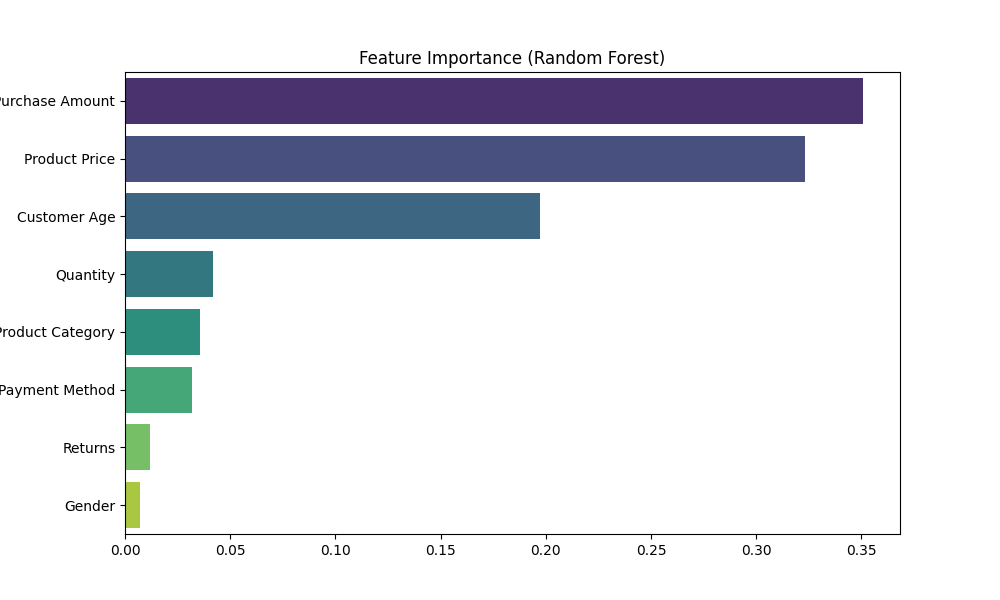 Feature Importance (Random Forest)
Purchase Amount
Product Price
Customer Age
Quantity
Product Category
Payment Method
Returns
Gender
0.00 0.05 0.10 0.15 0.20 0.25 0.30 0.35